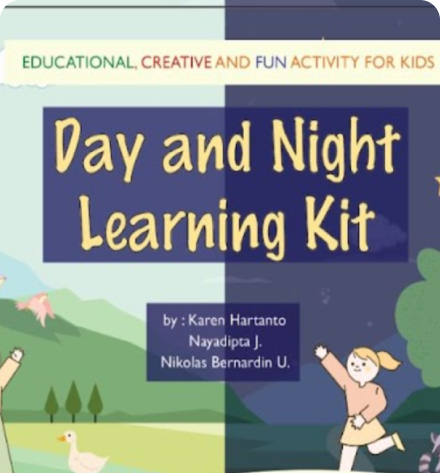 EDUCATIONAL, CREATIVE AND FUN ACTIVITY FOR KIDS
Day and Night
Learning Kit
by : Karen Hartanto
Nayadipta J.
Nikolas Bernardin U.